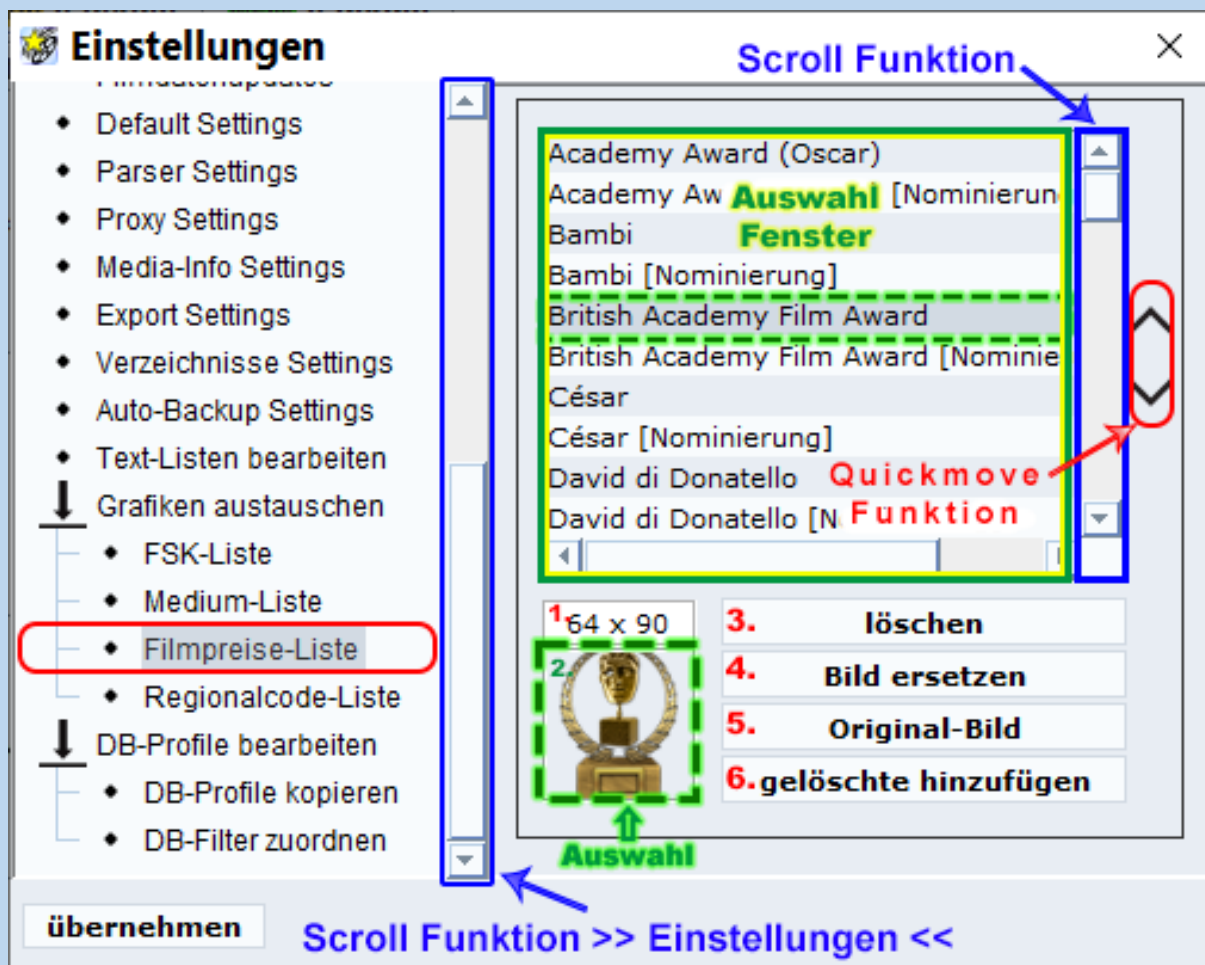 Einstellungen
Scroll Funktion
Default Settings
Parser Settings
Proxy Settings
Media-Info Settings
Export Settings
Verzeichnisse Settings
Auto-Backup Settings
Text-Listen bearbeiten
Grafiken austauschen
FSK-Liste
Medium-Liste
Filmpreise-Liste
Regionalcode-Liste
DB-Profile bearbeiten
DB-Profile kopieren
DB-Filter zuordnen
Academy Award (Oscar)
Academy Aw [Nominierun
Auswahl
Fenster
Bambi
Bambi [Nominierung]
British Academy Film Award
British Academy Film Award [Nominie
César
César [Nominierung]
David di Donatello
David di Donatello [N
Quickmove
Funktion
1. 64 x 90
2.
3. löschen
4. Bild ersetzen
5. Original-Bild
6. gelöschte hinzufügen
Auswahl
übernehmen
Scroll Funktion >> Einstellungen <<